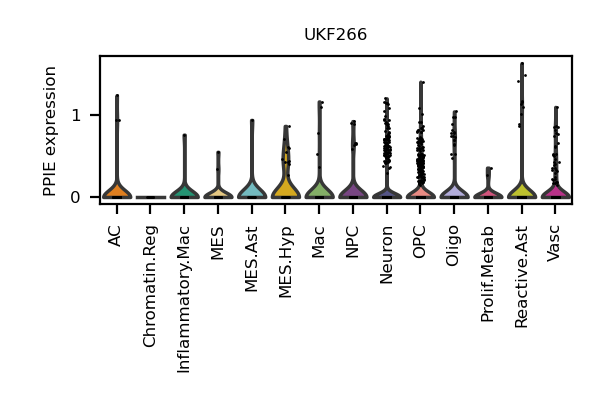 UKF266
PPIE expression
1
0
AC
Chromatin.Reg
Inflammatory.Mac
MES
MES.Ast
MES.Hyp
Mac
NPC
Neuron
OPC
Oligo
Prolif.Metab
Reactive.Ast
Vasc